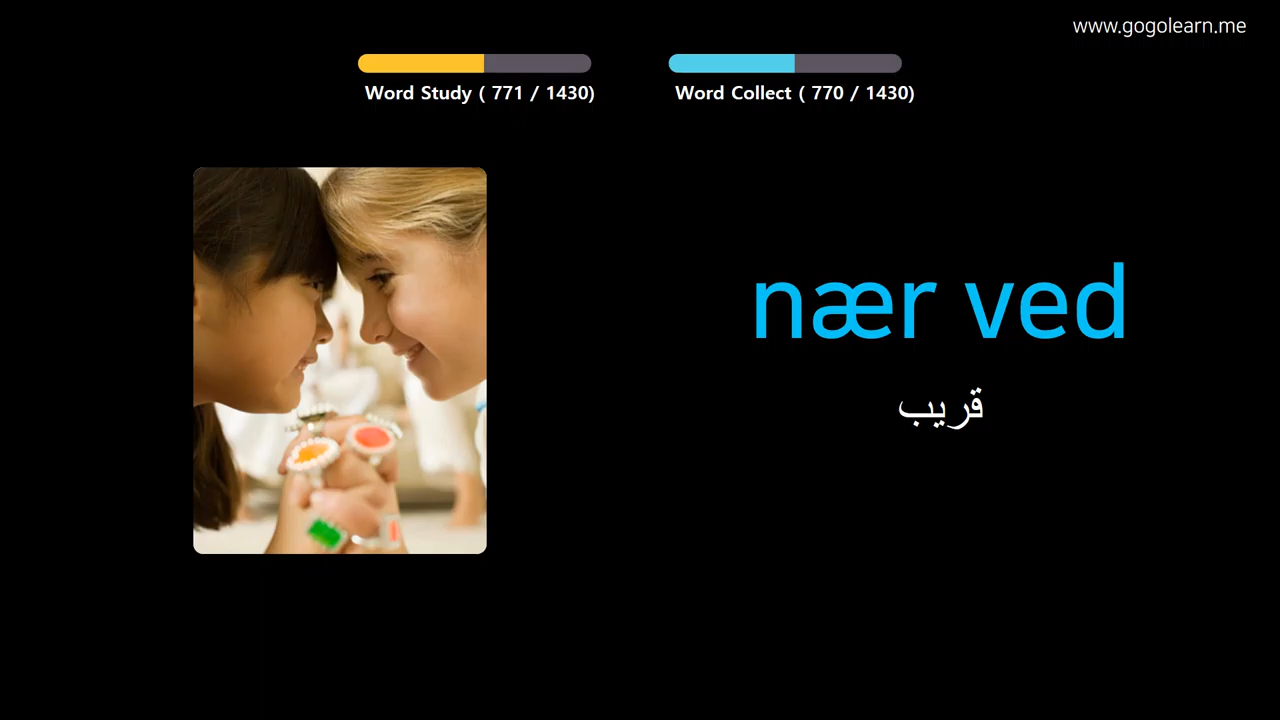 www.gogolearn.me
Word Study ( 771 / 1430)
Word Collect ( 770 / 1430)
nær ved
قريب